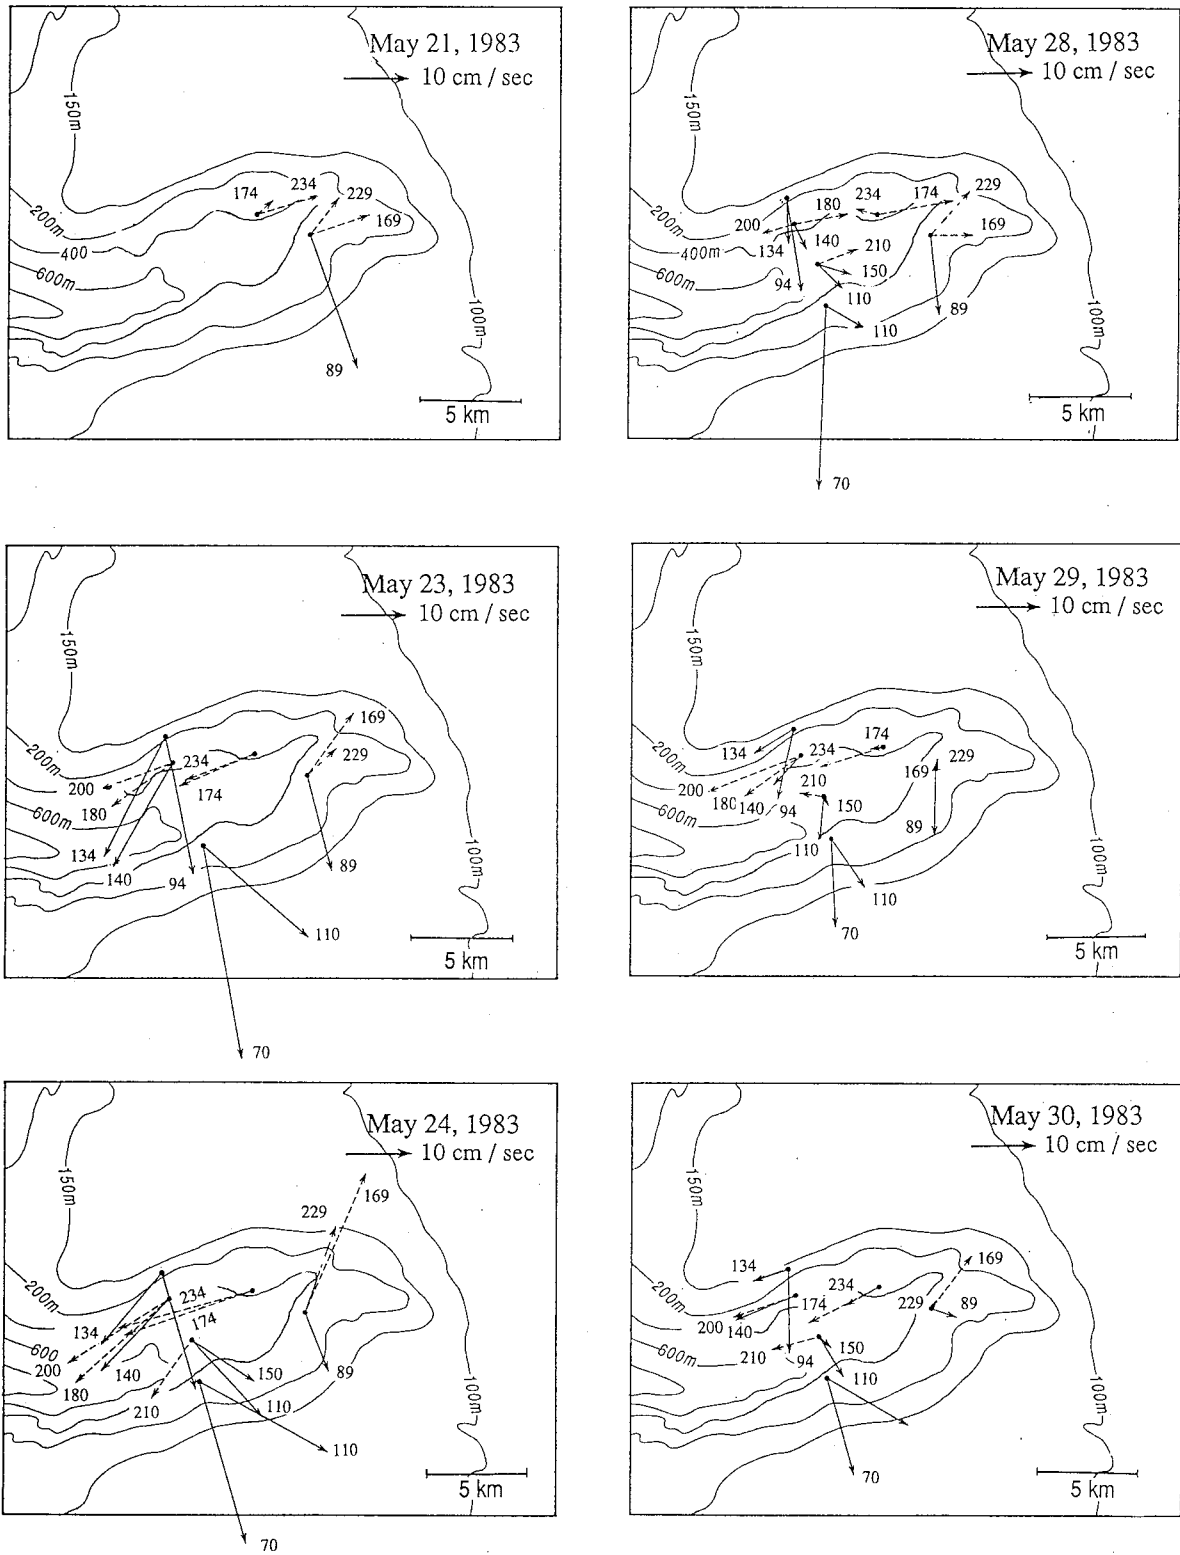 May 21, 1983
10 cm / sec
150m
174
234
229
169
200m
400
600m
89
100m
5 km
May 28, 1983
10 cm / sec
150m
229
234
174
180
200
169
200m
140
134
210
400m
150
600m
94
110
89
110
100m
5 km
70
May 23, 1983
10 cm / sec
150m
169
229
234
200m
200
174
180
600m
134
140
94
89
110
100m
5 km
70
May 29, 1983
10 cm / sec
150m
174
134
234
229
169
200m
200
210
180
140
94
150
600m
89
110
110
70
100m
5 km
May 24, 1983
10 cm / sec
150m
169
229
234
200m
174
134
600
200
140
180
150
89
210
110
110
100m
5 km
70
May 30, 1983
10 cm / sec
150m
169
134
234
200m
174
229
89
200
140
150
600m
210
94
110
70
100m
5 km